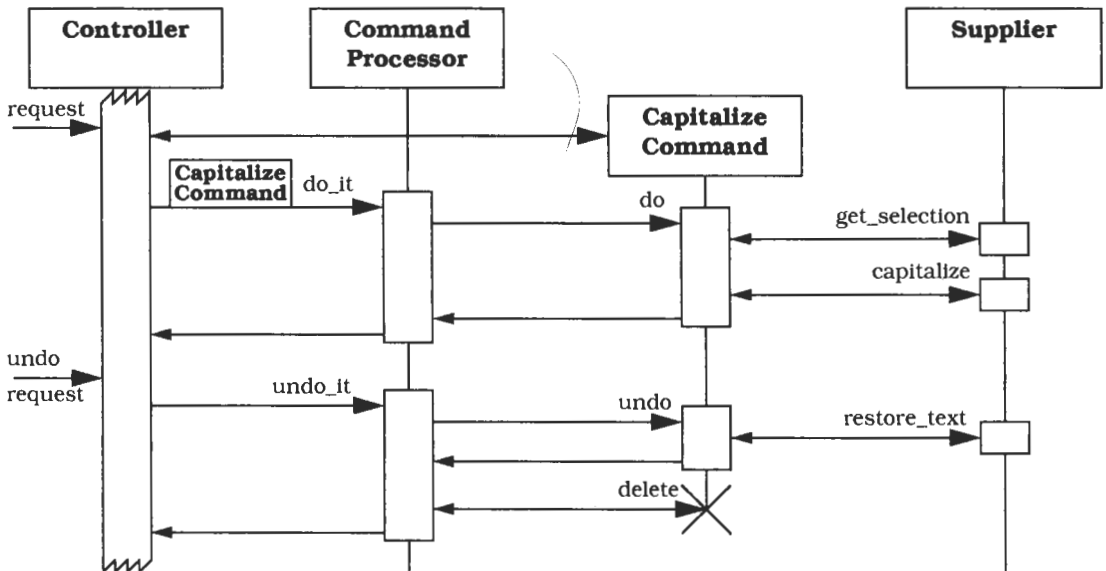 Controller
Command
Processor
Supplier
request
Capitalize
Command
Capitalize
Command
do_it
do
get_selection
capitalize
undo
request
undo_it
undo
restore_text
delete